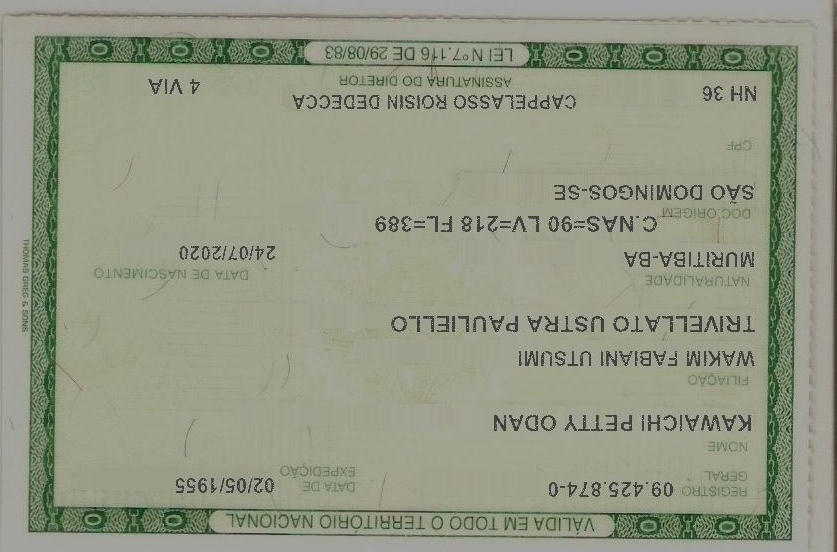 VÁLIDA EM TODO O TERRITÓRIO NACIONAL
REGISTRO GERAL 09.425.874-0 DATA DE EXPEDIÇÃO 02/05/1955
NOME
KAWAICHI PETTY ODAN
FILIAÇÃO
WAKIM FABIANI UTSUMI
TRIVELLATO USTRA PAULIELLO
NATURALIDADE DATA DE NASCIMENTO
MURITIBA-BA 24/07/2020
C.NAS=90 LV=218 FL=389
DOC.ORIGEM
SÃO DOMINGOS-SE
CPF
NH 36 CAPPELASSO ROISIN DEDECCA 4 VIA
ASSINATURA DO DIRETOR
LEI Nº 7.116 DE 29/08/83
THOMAS GREG & SONS